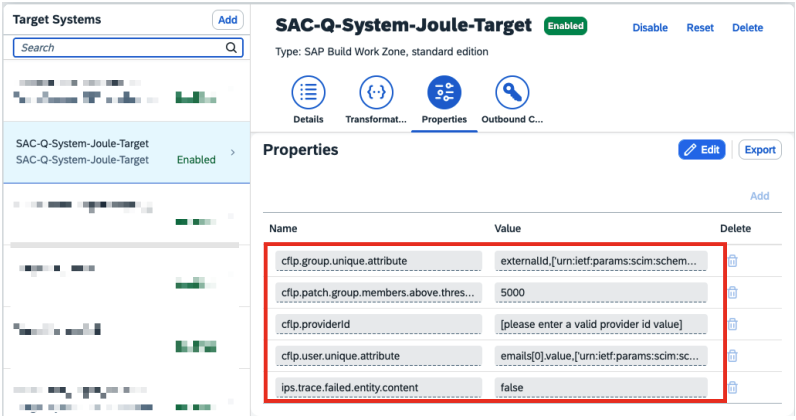 Target Systems
Add
Search
SAC-Q-System-Joule-Target
SAC-Q-System-Joule-Target
Enabled
SAC-Q-System-Joule-Target
Enabled
Disable
Reset
Delete
Type: SAP Build Work Zone, standard edition
Details
Transformat...
Properties
Outbound C...
Properties
Edit
Export
Add
Name
Value
Delete
cflp.group.unique.attribute
externalId,['urn:ietf:params:scim:schem...
cflp.patch.group.members.above.thres...
5000
cflp.providerId
[please enter a valid provider id value]
cflp.user.unique.attribute
emails[0].value,['urn:ietf:params:scim:sc...
ips.trace.failed.entity.content
false